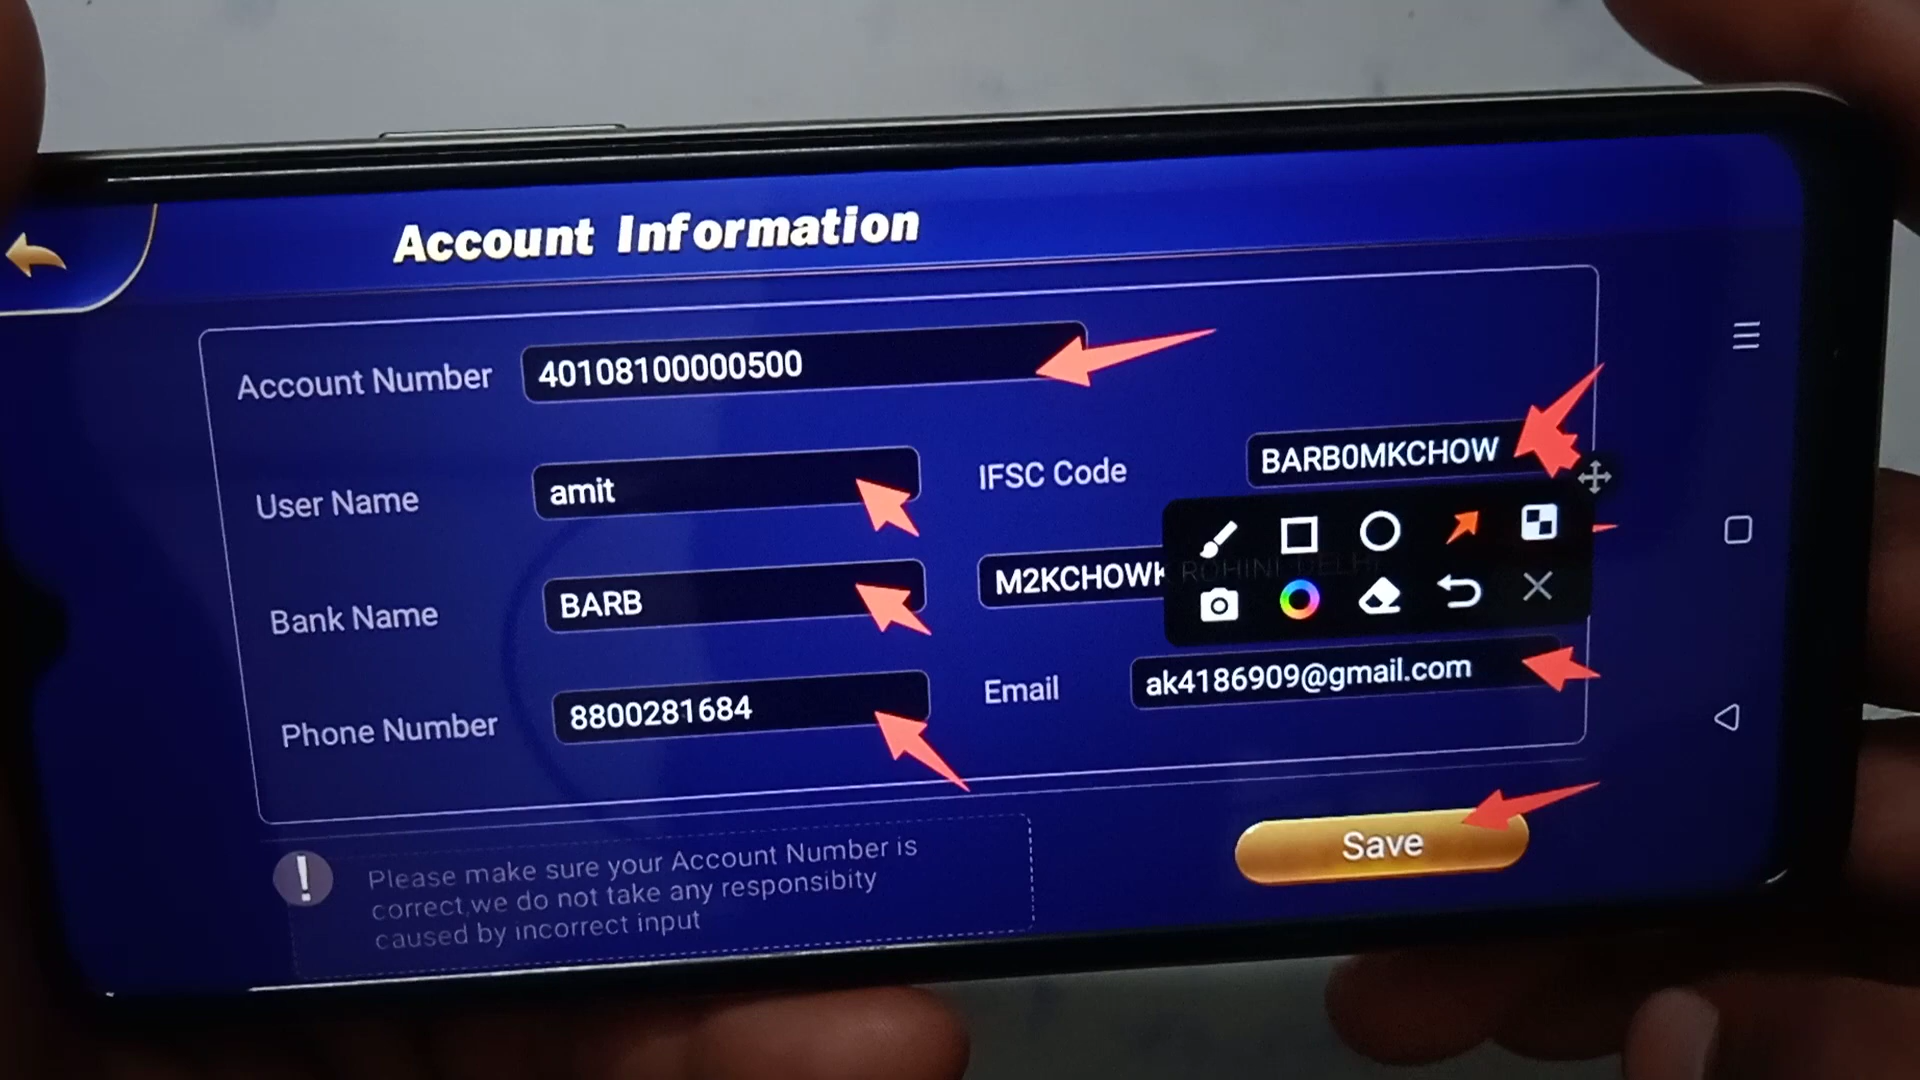 Account Information
Account Number 40108100000500
User Name amit IFSC Code BARB0MKCHOW
Bank Name BARB M2KCHOWK ROHINI DELHI
Phone Number 8800281684 Email ak4186909@gmail.com
! Please make sure your Account Number is
correct,we do not take any responsibity
caused by incorrect input
Save